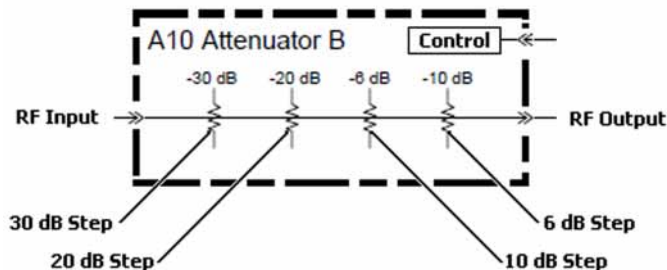 A10 Attenuator B
Control
-30 dB -20 dB -6 dB -10 dB
RF Input
RF Output
30 dB Step
6 dB Step
20 dB Step
10 dB Step